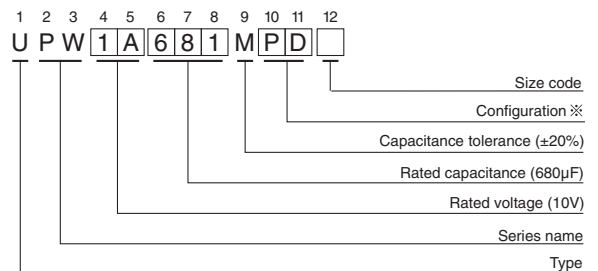 1 2 3 4 5 6 7 8 9 10 11 12
U P W 1 A 6 8 1 M P D
Size code
Configuration ※
Capacitance tolerance (±20%)
Rated capacitance (680µF)
Rated voltage (10V)
Series name
Type